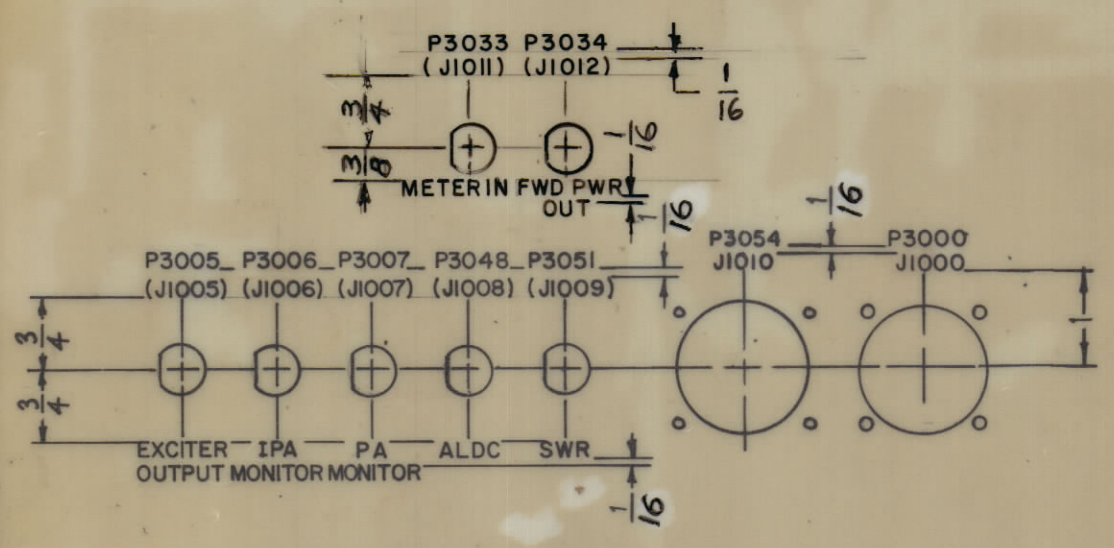 P3033 P3034
(J1011) (J1012)
1/16
3/4
1/16
3/8
METER IN FWD PWR
OUT
1/16
1/16
P3054 P3000
J1010 J1000
P3005 P3006 P3007 P3048 P3051
(J1005) (J1006) (J1007) (J1008) (J1009)
3/4
1
3/4
EXCITER IPA PA ALDC SWR
OUTPUT MONITOR MONITOR
1/16